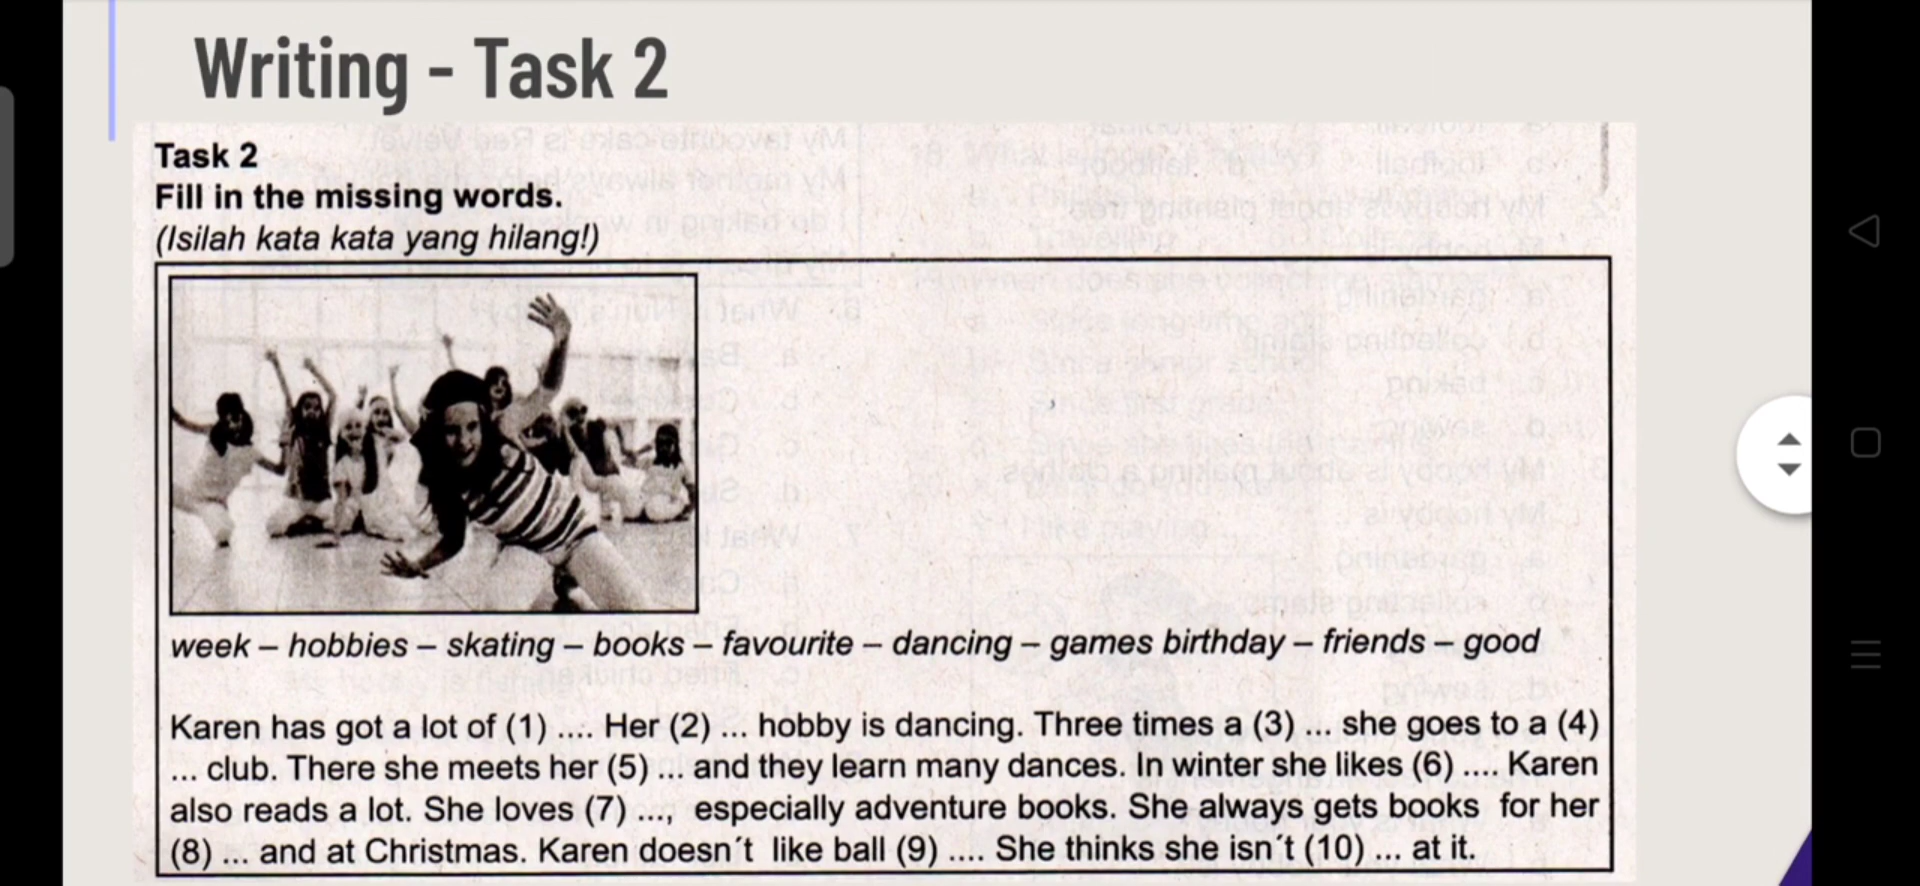 Writing - Task 2
Task 2
Fill in the missing words.
(Isilah kata kata yang hilang!)
week – hobbies – skating – books – favourite – dancing – games birthday – friends – good
Karen has got a lot of (1) .... Her (2) ... hobby is dancing. Three times a (3) ... she goes to a (4)
... club. There she meets her (5) ... and they learn many dances. In winter she likes (6) .... Karen
also reads a lot. She loves (7) ..., especially adventure books. She always gets books for her
(8) ... and at Christmas. Karen doesn´t like ball (9) .... She thinks she isn´t (10) ... at it.